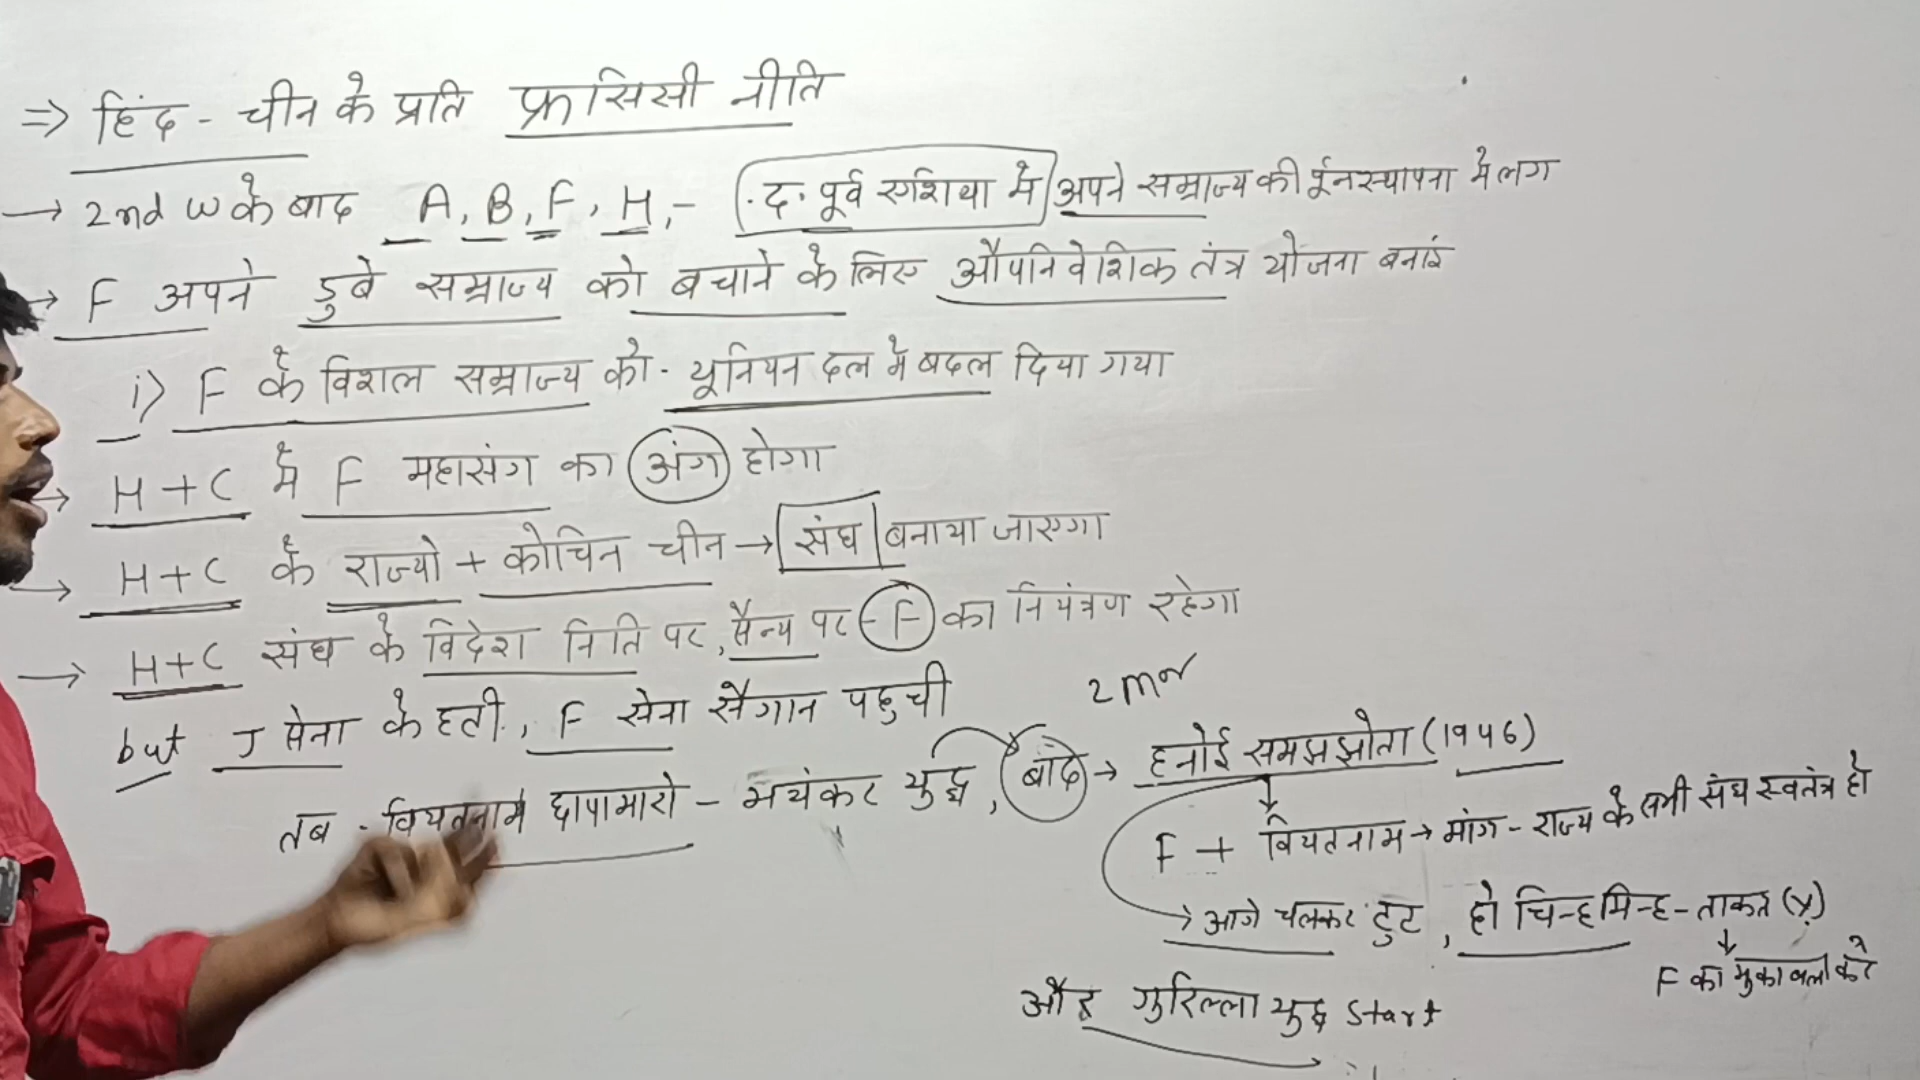 ⇒ हिंद - चीन के प्रति फ्रासिसी नीति
→ 2nd W के बाद A, B, F, H, - द. पूर्व एशिया मे अपने सम्राज्य की र्पूनस्थापना मे लग
→ F अपने डुबे सम्राज्य को बचाने के लिए औपनिवेशिक तंत्र योजना बनाई
i) F के विशाल सम्राज्य को - यूनियन दल मे बदल दिया गया
→ H+C मे F महासंग का अंग होगा
→ H+C के राज्यो + कोचिन चीन → संघ बनाया जाएगा
→ H+C संघ के विदेश निति पर, सैन्य पर - F का नियंत्रण रहेगा
but J सेना के हटी, F सेना सैगान पहुची
2 mar
तब - वियतनाम छापामारो - भयंकर युद्ध, बाद → हनोई समझझोता (1946)
F + वियतनाम → मांग - राज्य के सभी संघ स्वतंत्र हो
→ आगे चलकर टुट, हो चि-हमि-ह - ताकत (x)
F का मुकाबला करे
और गुरिल्ला युद्ध start